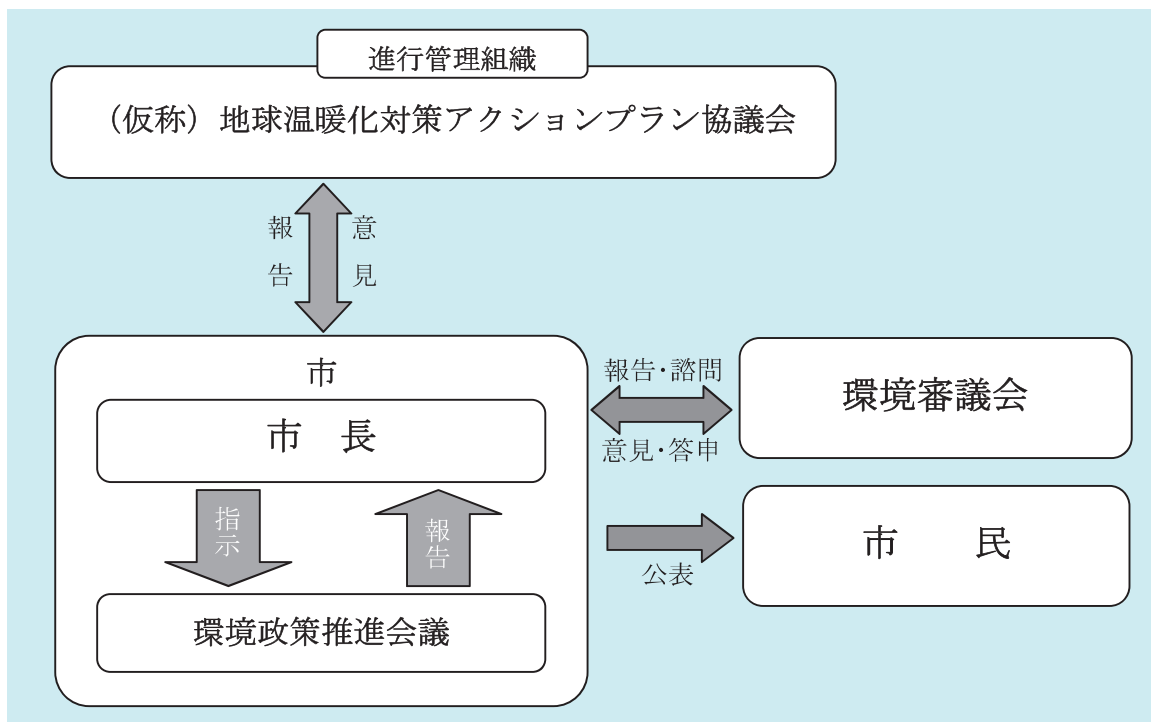 進行管理組織
（仮称）地球温暖化対策アクションプラン協議会
報告
意見
市
市　長
指示
報告
環境政策推進会議
報告・諮問
意見・答申
環境審議会
公表
市　　民